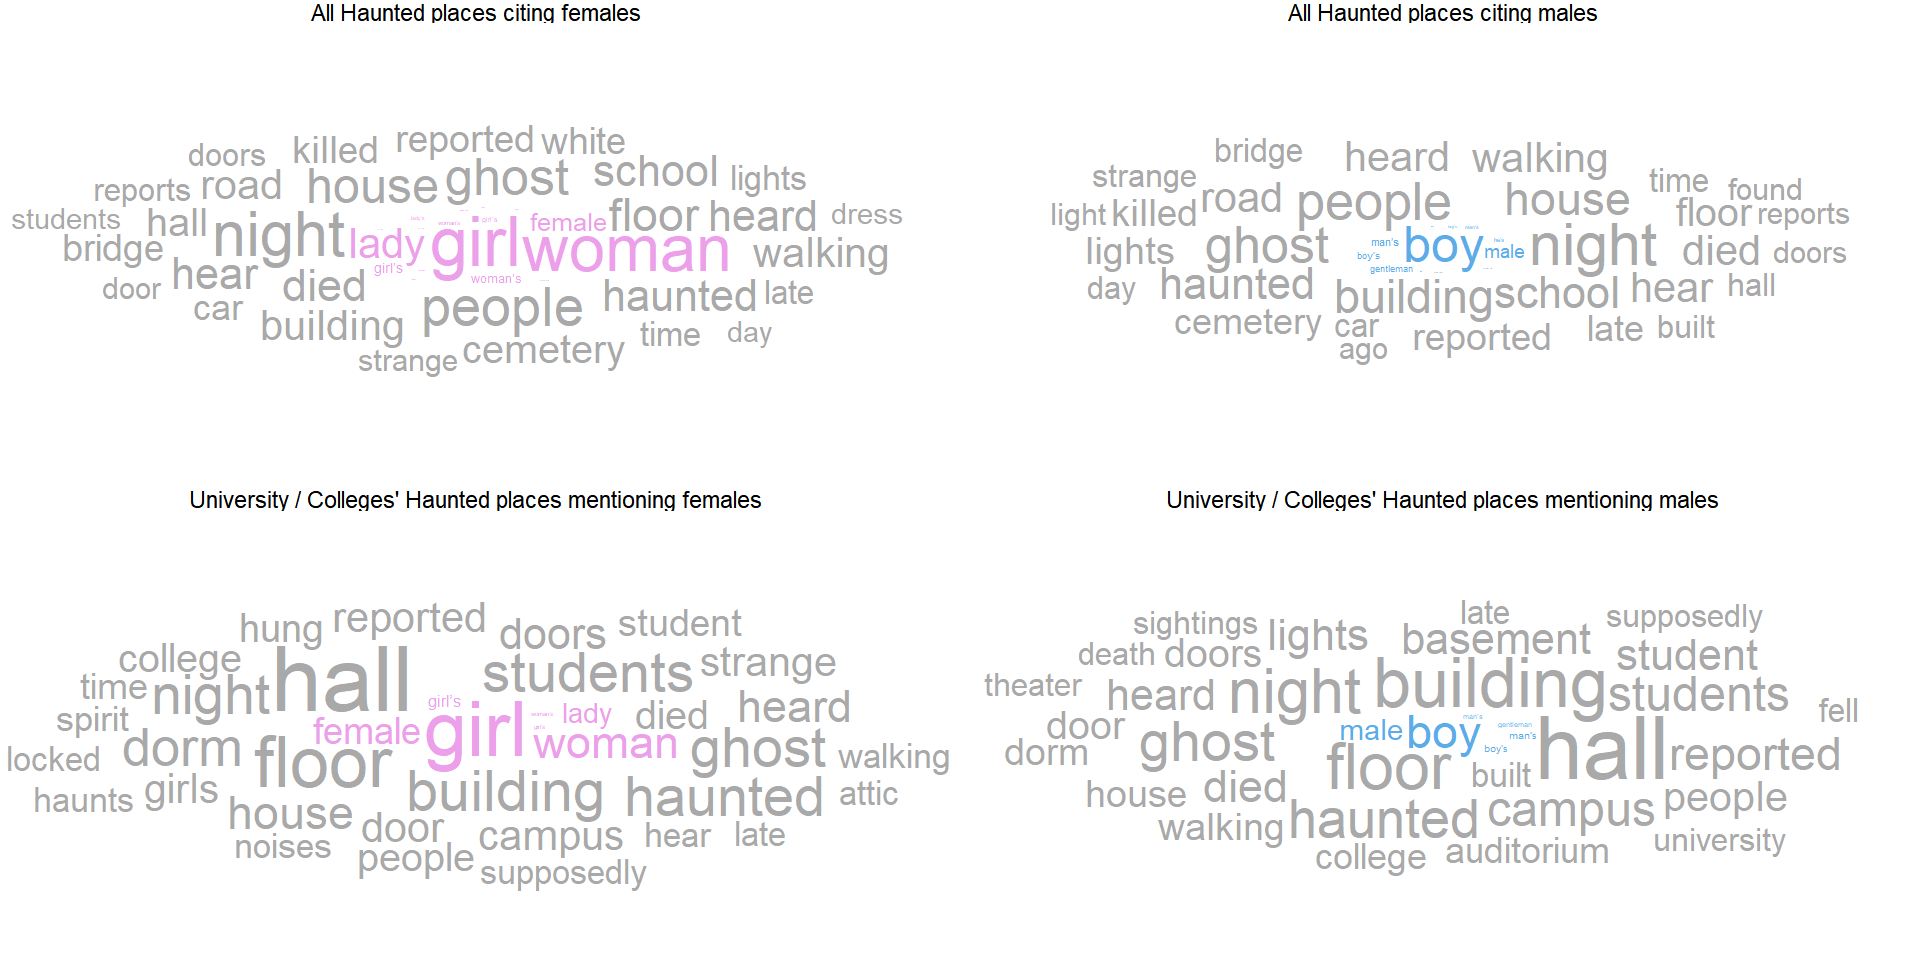 All Haunted places citing females
All Haunted places citing males
doors killed reported white
reports road house ghost school lights
students hall night lady girl woman female floor heard dress
girl's
bridge hear died girl's woman's walking
door car building people haunted late
strange cemetery time day
bridge heard walking
strange road people house time found
light killed ghost man's boy male night floor reports
boy's
gentleman
lights died doors
day haunted building school hear hall
cemetery car reported late built
ago
University / Colleges' Haunted places mentioning females
University / Colleges' Haunted places mentioning males
hung reported doors student
college hall students strange
time night girl's
spirit female girl lady died heard
woman's
woman
locked dorm floor ghost walking
haunts girls building haunted attic
house door campus hear late
noises people supposedly
late
sightings lights basement supposedly
death doors student
theater heard night building students
door male boy man's gentleman fell
man's
boy's
dorm ghost floor built hall reported
house died haunted campus people
walking college auditorium university